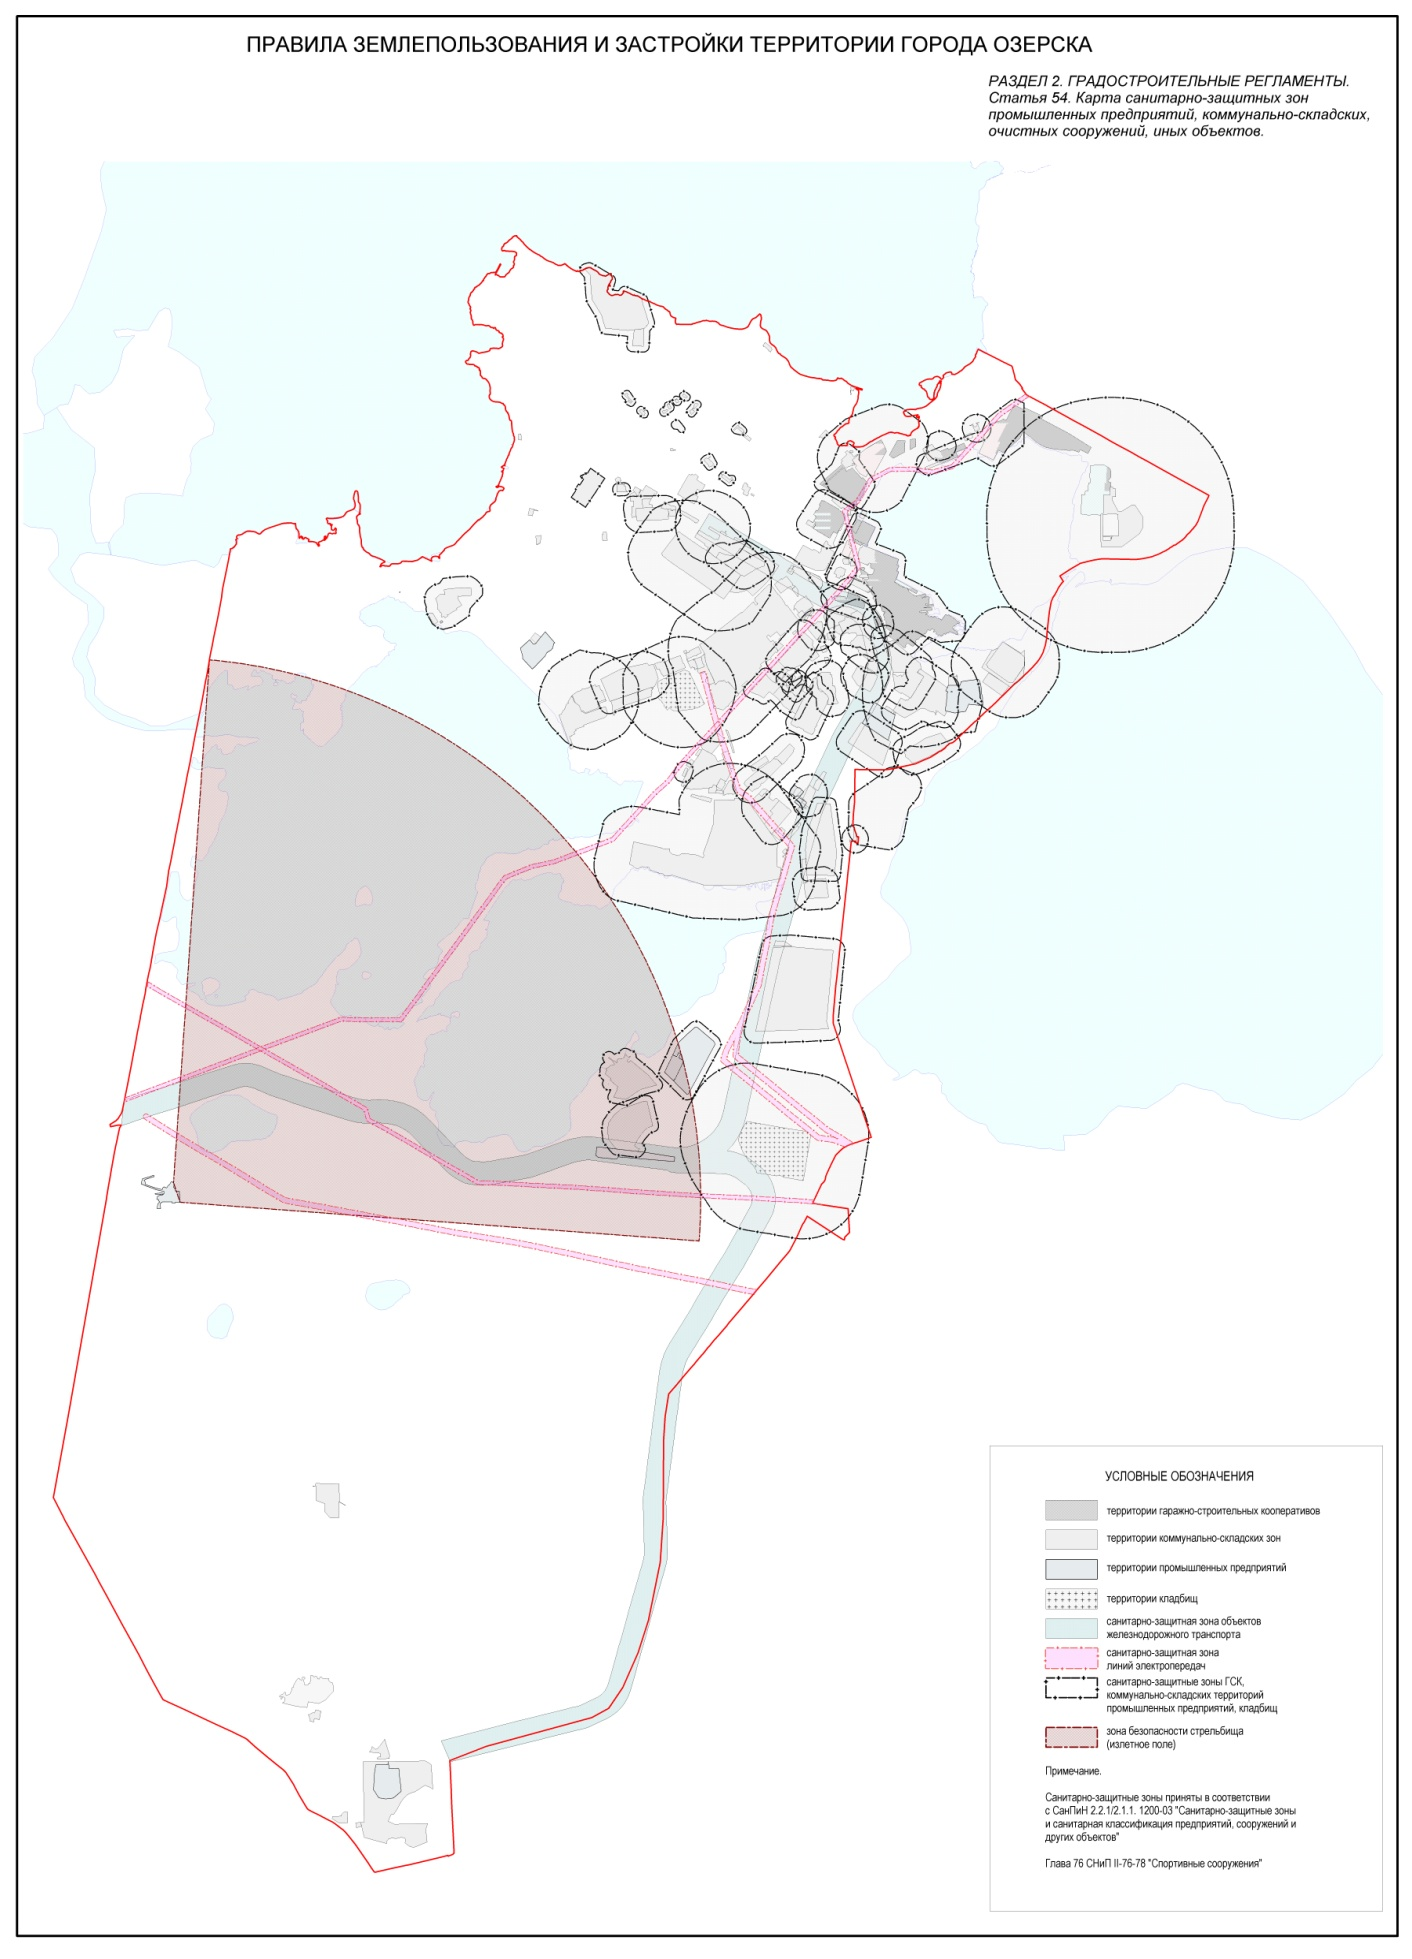 ПРАВИЛА ЗЕМЛЕПОЛЬЗОВАНИЯ И ЗАСТРОЙКИ ТЕРРИТОРИИ ГОРОДА ОЗЕРСКА
РАЗДЕЛ 2. ГРАДОСТРОИТЕЛЬНЫЕ РЕГЛАМЕНТЫ.
Статья 54. Карта санитарно-защитных зон
промышленных предприятий, коммунально-складских,
очистных сооружений, иных объектов.
УСЛОВНЫЕ ОБОЗНАЧЕНИЯ
территории гаражно-строительных кооперативов
территории коммунально-складских зон
территории промышленных предприятий
территории кладбищ
санитарно-защитная зона объектов
железнодорожного транспорта
санитарно-защитная зона
линий электропередач
санитарно-защитные зоны ГСК,
коммунально-складских территорий
промышленных предприятий, кладбищ
зона безопасности стрельбища
(излетное поле)
Примечание.
Санитарно-защитные зоны приняты в соответствии
с СанПиН 2.2.1/2.1.1. 1200-03 "Санитарно-защитные зоны
и санитарная классификация предприятий, сооружений и
других объектов"
Глава 76 СНиП II-76-78 "Спортивные сооружения"